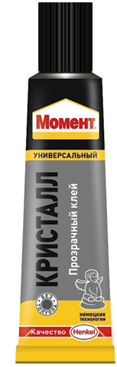 Момент
УНИВЕРСАЛЬНЫЙ
КРИСТАЛЛ
Прозрачный клей
НЕМЕЦКИЕ
ТЕХНОЛОГИИ
Качество
Henkel